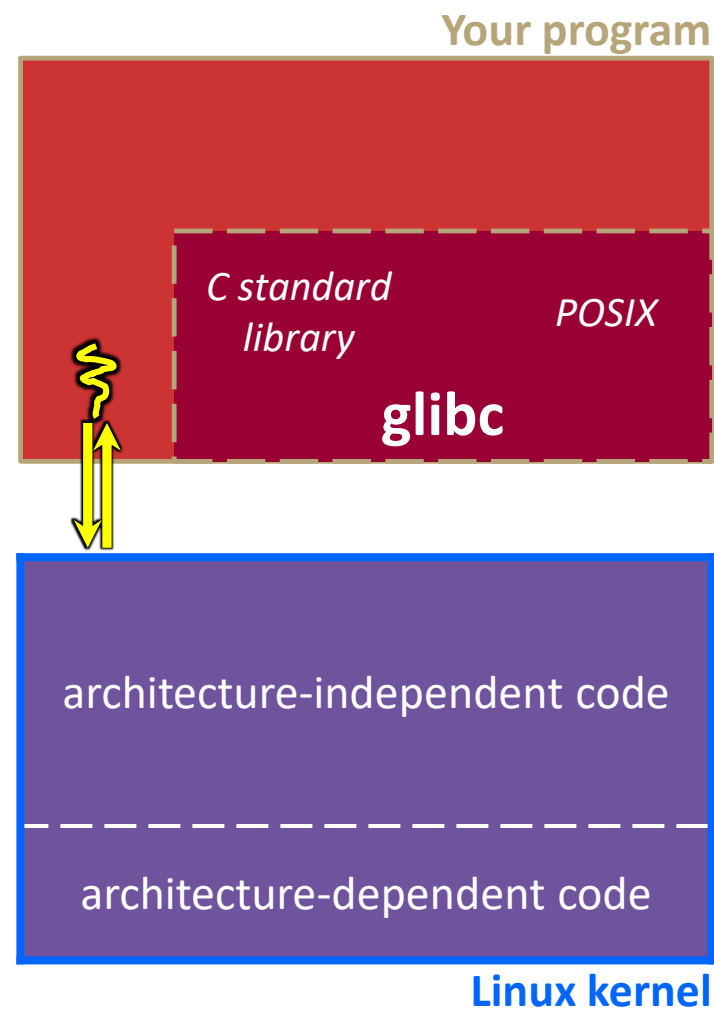 Your program
C standard
library
POSIX
glibc
architecture-independent code
architecture-dependent code
Linux kernel